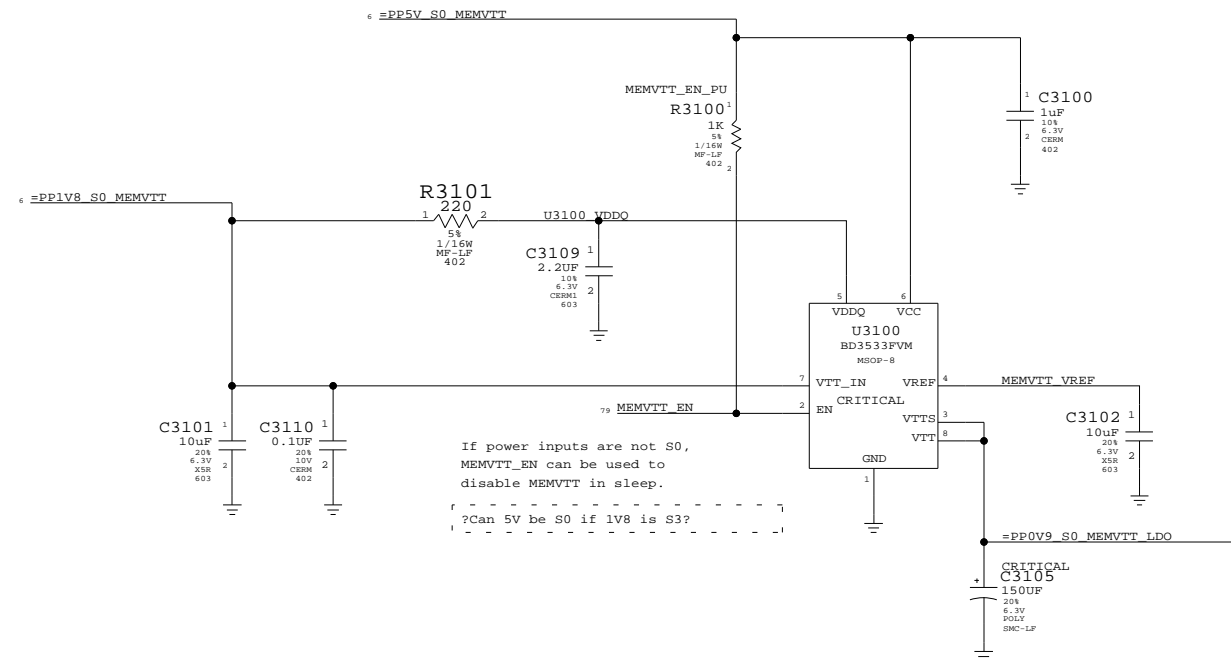 6 =PP5V_S0_MEMVTT
MEMVTT_EN_PU
R3100 1
1K
5%
1/16W
MF-LF
402
2
1 C3100
1uF
10%
6.3V
CERM
402
2
6 =PP1V8_S0_MEMVTT
R3101
1 220 2
5%
1/16W
MF-LF
402
U3100_VDDQ
C3109 1
2.2UF
10%
6.3V
CERM1
603
2
5 6
VDDQ VCC
U3100
BD3533FVM
MSOP-8
7 VTT_IN VREF 4 MEMVTT_VREF
CRITICAL
79 MEMVTT_EN 2 EN
VTTS 3
VTT 8
GND
1
C3101 1
10uF
20%
6.3V
X5R
603
2
C3110 1
0.1UF
20%
10V
CERM
402
2
C3102 1
10uF
20%
6.3V
X5R
603
2
If power inputs are not S0,
MEMVTT_EN can be used to
disable MEMVTT in sleep.
?Can 5V be S0 if 1V8 is S3?
=PP0V9_S0_MEMVTT_LDO
CRITICAL
+ C3105
150UF
20%
6.3V
POLY
SMC-LF